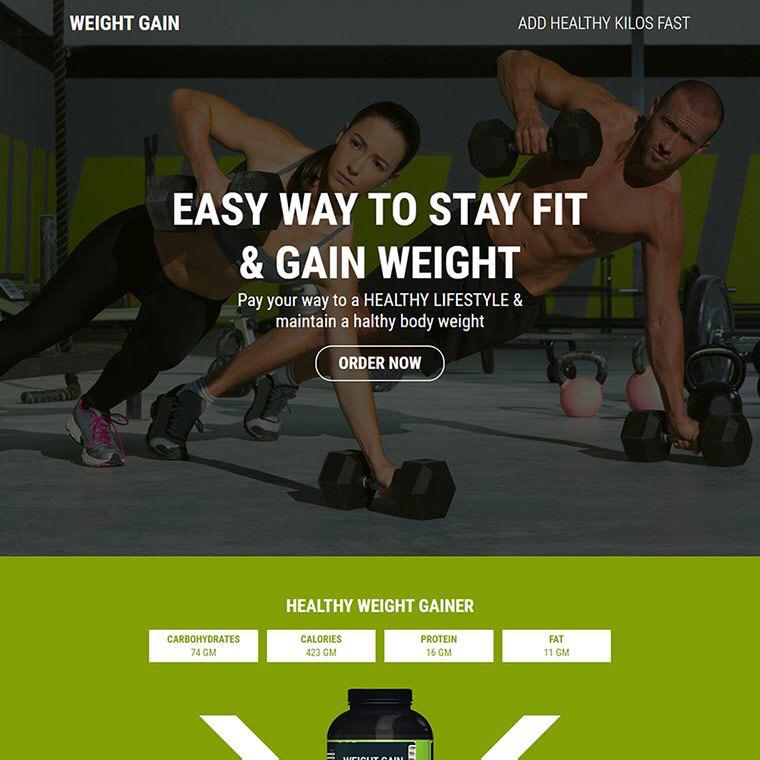 WEIGHT GAIN
ADD HEALTHY KILOS FAST
EASY WAY TO STAY FIT
& GAIN WEIGHT
Pay your way to a HEALTHY LIFESTYLE &
maintain a halthy body weight
ORDER NOW
HEALTHY WEIGHT GAINER
CARBOHYDRATES
74 GM
CALORIES
423 GM
PROTEIN
16 GM
FAT
11 GM
WEIGHT GAIN